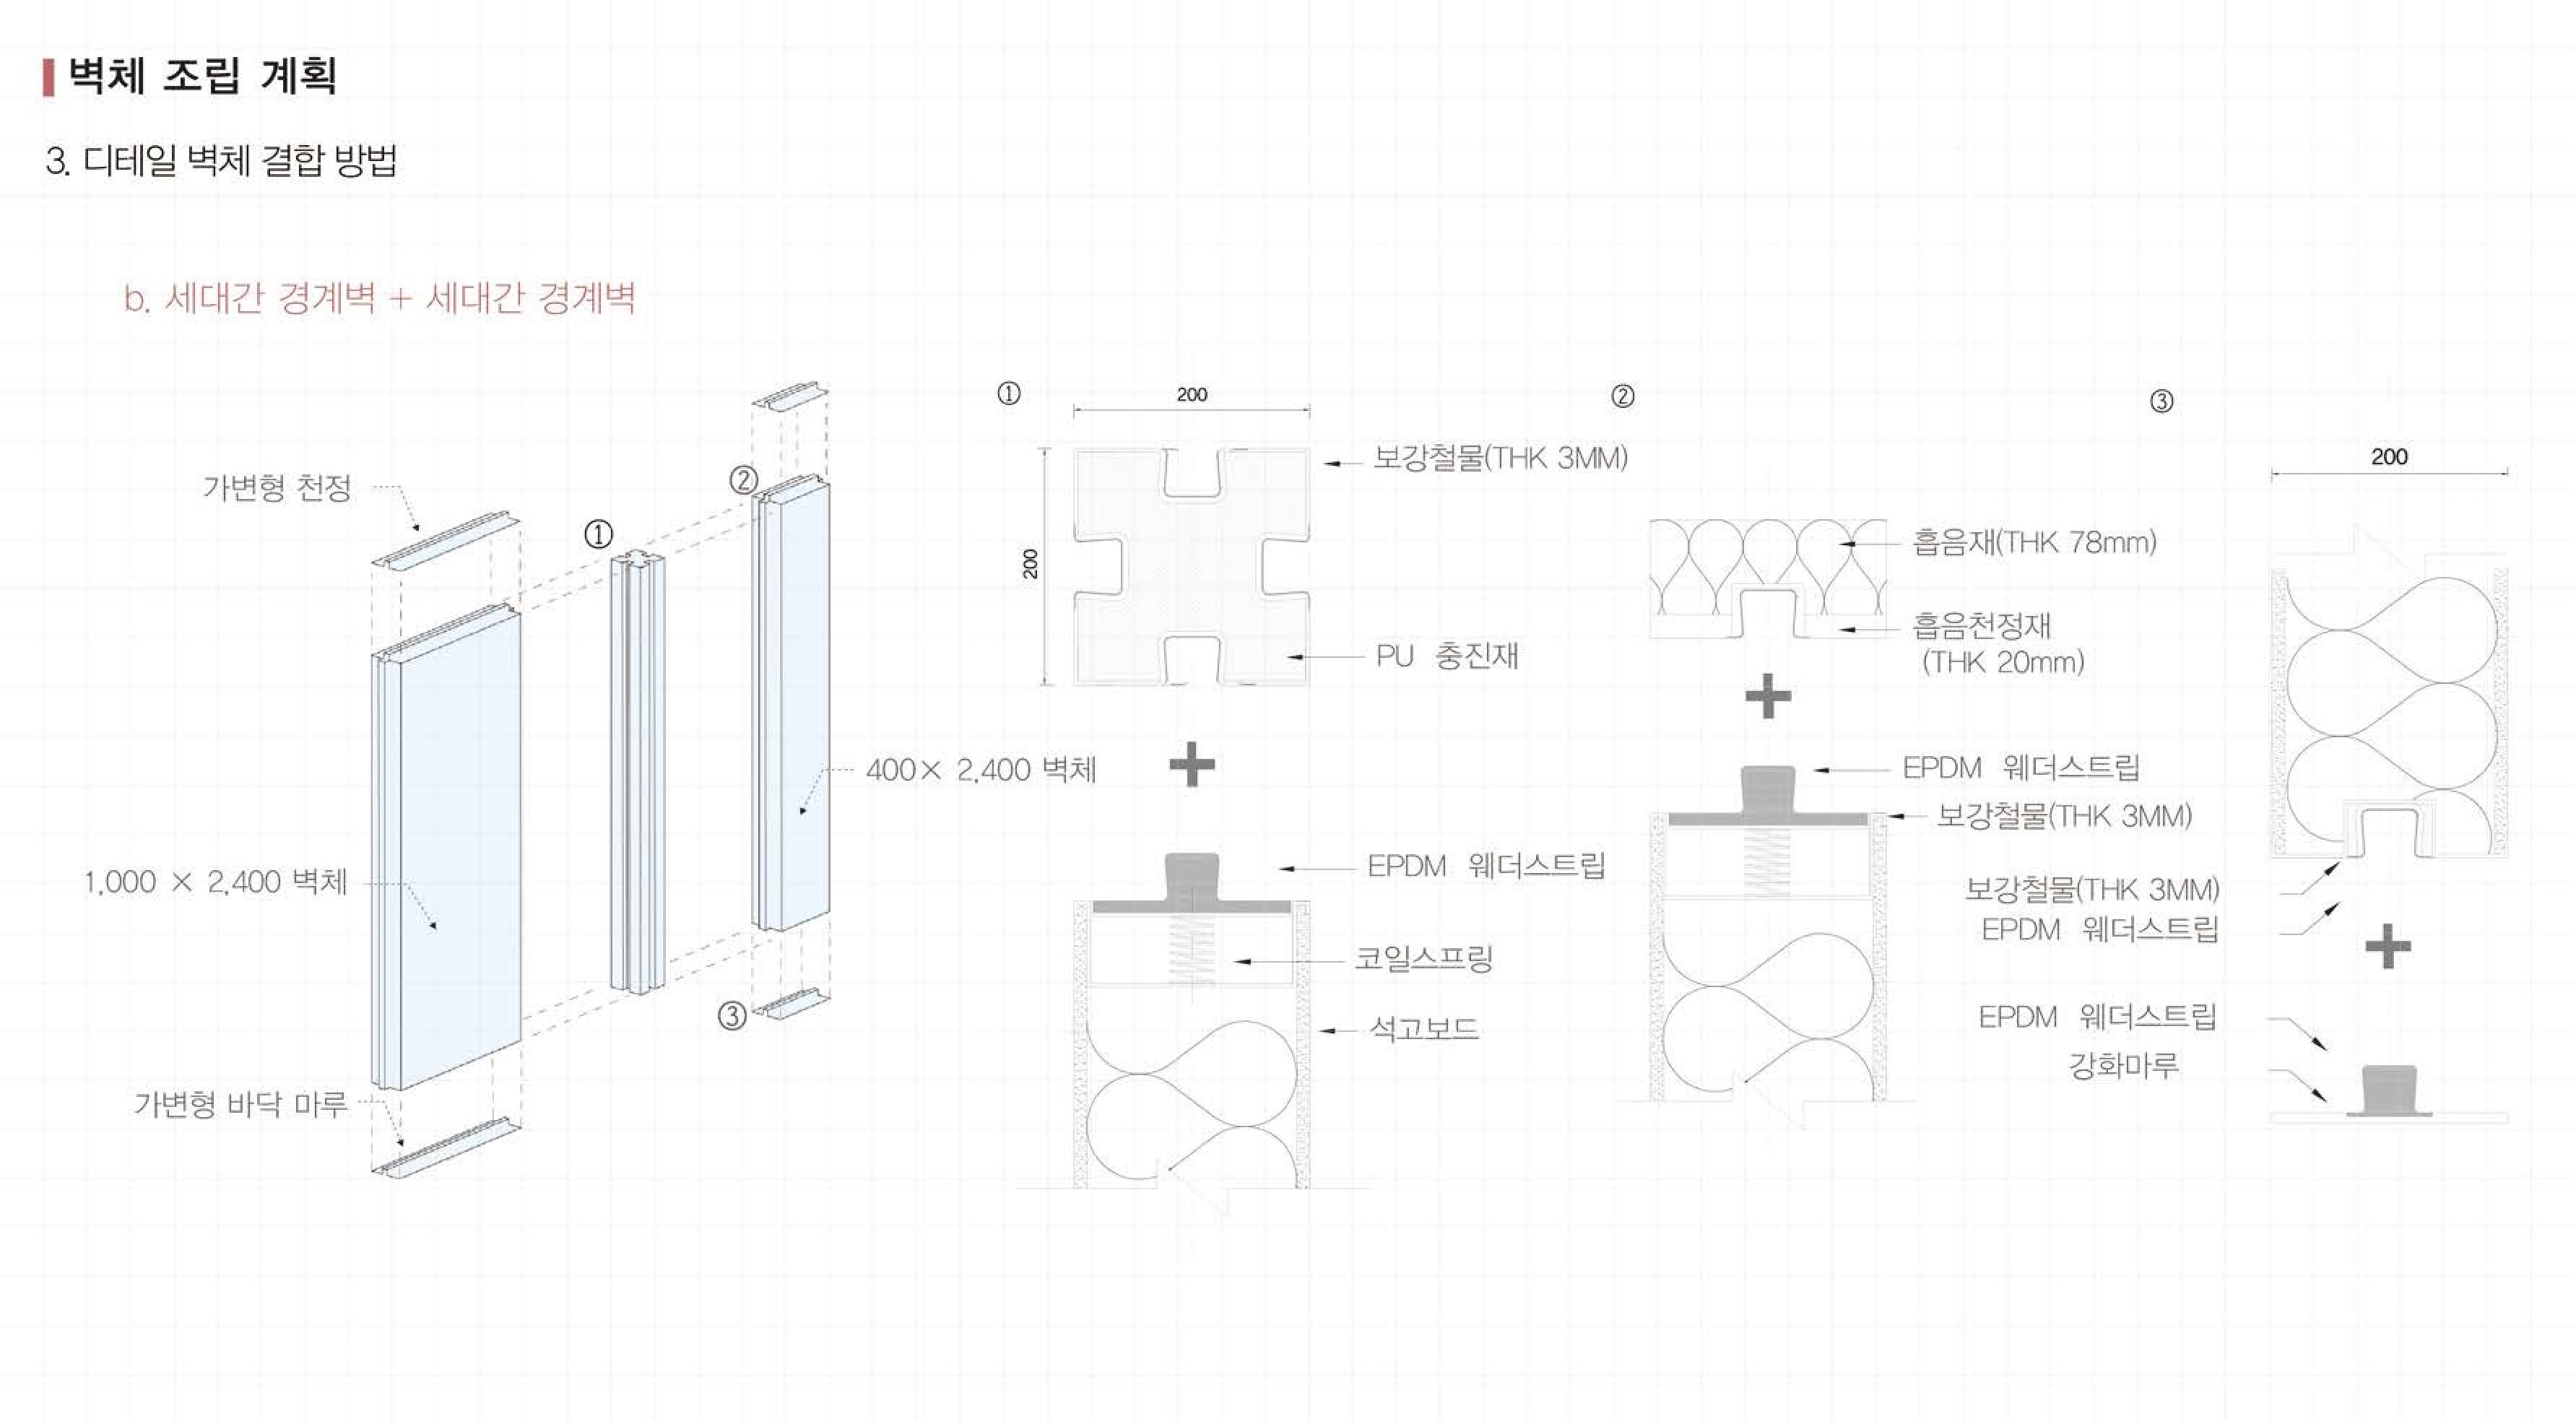 벽체 조립 계획
3. 디테일 벽체 결합 방법
b. 세대간 경계벽 + 세대간 경계벽
가변형 천정
①
②
1,000 × 2,400 벽체
400× 2,400 벽체
가변형 바닥 마루
③
①
200
200
보강철물(THK 3MM)
PU 충진재
EPDM 웨더스트립
코일스프링
석고보드
②
흡음재(THK 78mm)
흡음천정재
(THK 20mm)
EPDM 웨더스트립
보강철물(THK 3MM)
③
200
보강철물(THK 3MM)
EPDM 웨더스트립
EPDM 웨더스트립
강화마루